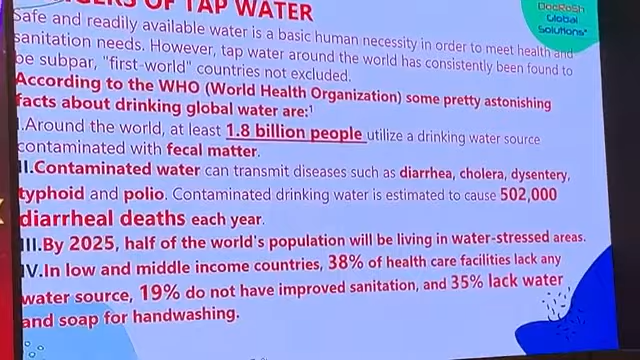 GERS OF TAP WATER
DocRoSh
Global
Solutions®
Safe and readily available water is a basic human necessity in order to meet health and
sanitation needs. However, tap water around the world has consistently been found to
be subpar, "first-world" countries not excluded.
According to the WHO (World Health Organization) some pretty astonishing
facts about drinking global water are:¹
I.Around the world, at least 1.8 billion people utilize a drinking water source
contaminated with fecal matter.
II.Contaminated water can transmit diseases such as diarrhea, cholera, dysentery,
typhoid and polio. Contaminated drinking water is estimated to cause 502,000
diarrheal deaths each year.
III.By 2025, half of the world's population will be living in water-stressed areas.
IV.In low and middle income countries, 38% of health care facilities lack any
water source, 19% do not have improved sanitation, and 35% lack water
and soap for handwashing.